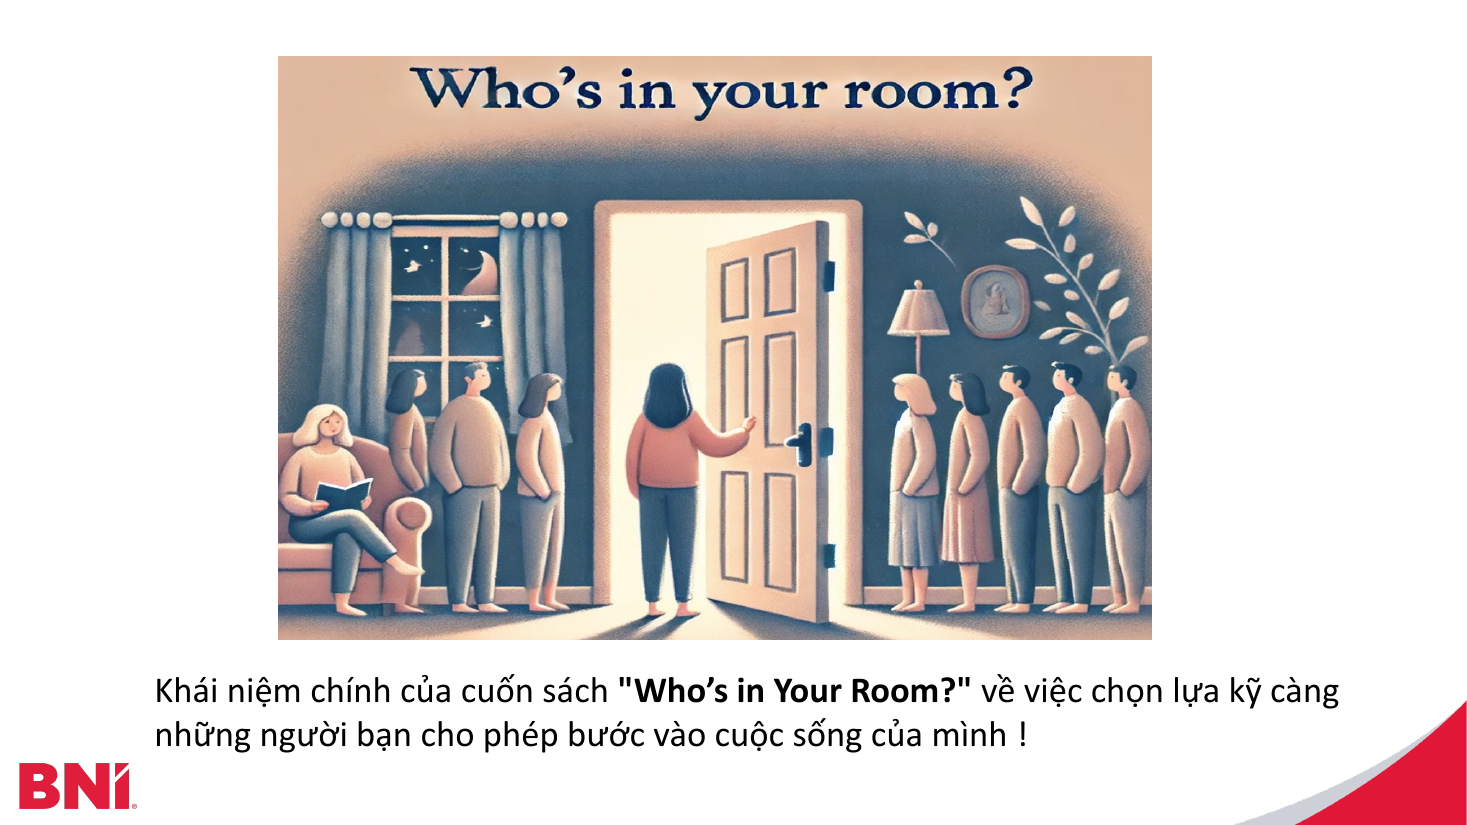 Who's in your room?
Khái niệm chính của cuốn sách "Who’s in Your Room?" về việc chọn lựa kỹ càng
những người bạn cho phép bước vào cuộc sống của mình !
BNI®